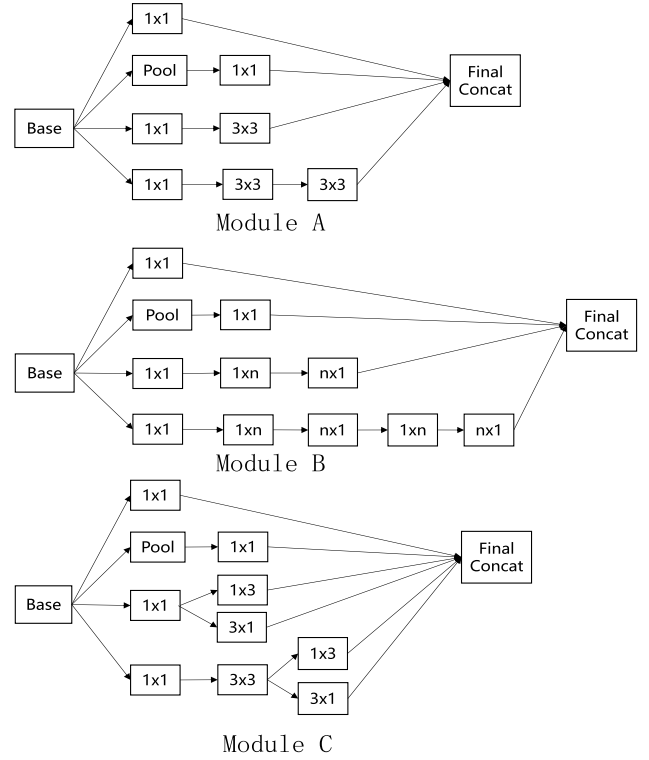 1x1
Pool
1x1
Final
Concat
Base
1x1
3x3
1x1
3x3
3x3
Module A
1x1
Pool
1x1
Final
Concat
Base
1x1
1xn
nx1
1x1
1xn
nx1
1xn
nx1
Module B
1x1
Pool
1x1
Final
Concat
Base
1x1
1x3
3x1
1x1
3x3
1x3
3x1
Module C